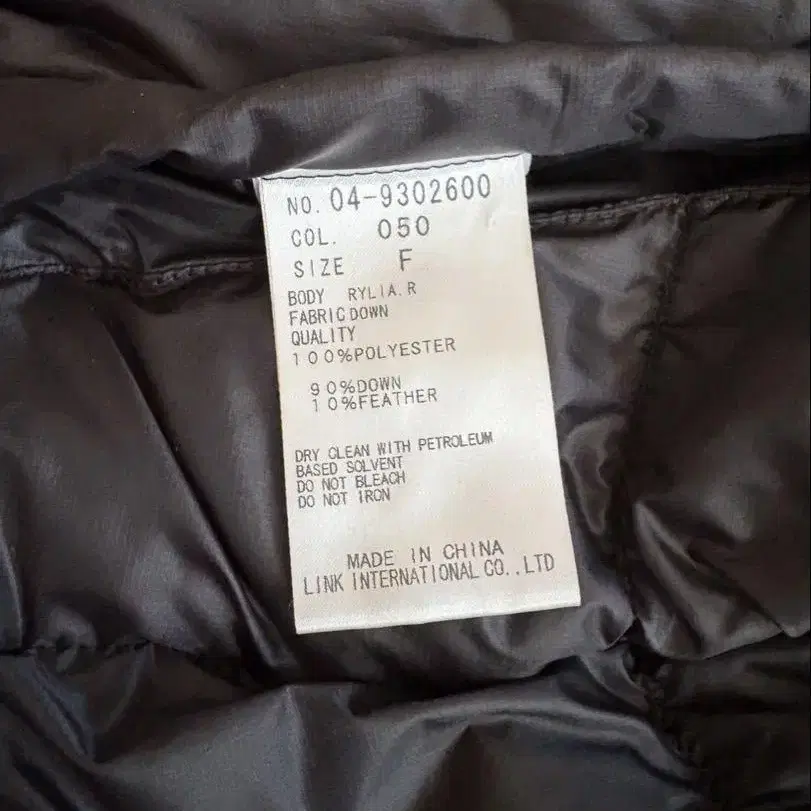 NO. 04-9302600
COL. 050
SIZE F
BODY RYLIA.R
FABRIC DOWN
QUALITY
100%POLYESTER
90%DOWN
10%FEATHER
DRY CLEAN WITH PETROLEUM
BASED SOLVENT
DO NOT BLEACH
DO NOT IRON
MADE IN CHINA
LINK INTERNATIONAL CO.,LTD